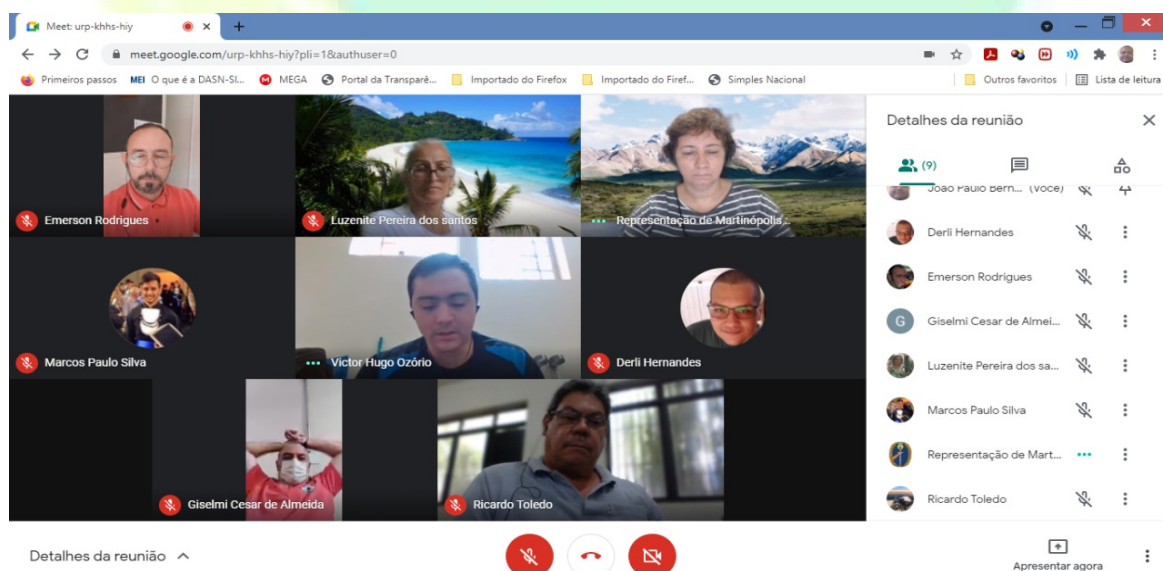 Meet: urp-khhs-hiy
meet.google.com/urp-khhs-hiy?pli=1&authuser=0
Primeiros passos MEI O que é a DASN-SI... MEGA Portal da Transparê... Importado do Firefox Importado do Firef... Simples Nacional Outros favoritos Lista de leitura
Detalhes da reunião
(9)
João Paulo Bern... (você)
Derli Hernandes
Emerson Rodrigues
G Giselmi Cesar de Almei...
Luzenite Pereira dos sa...
Marcos Paulo Silva
Representação de Mart...
Ricardo Toledo
Emerson Rodrigues
Luzenite Pereira dos santos
Representação de Martinópolis...
Marcos Paulo Silva
Victor Hugo Ozório
Derli Hernandes
Giselmi Cesar de Almeida
Ricardo Toledo
Detalhes da reunião
Apresentar agora